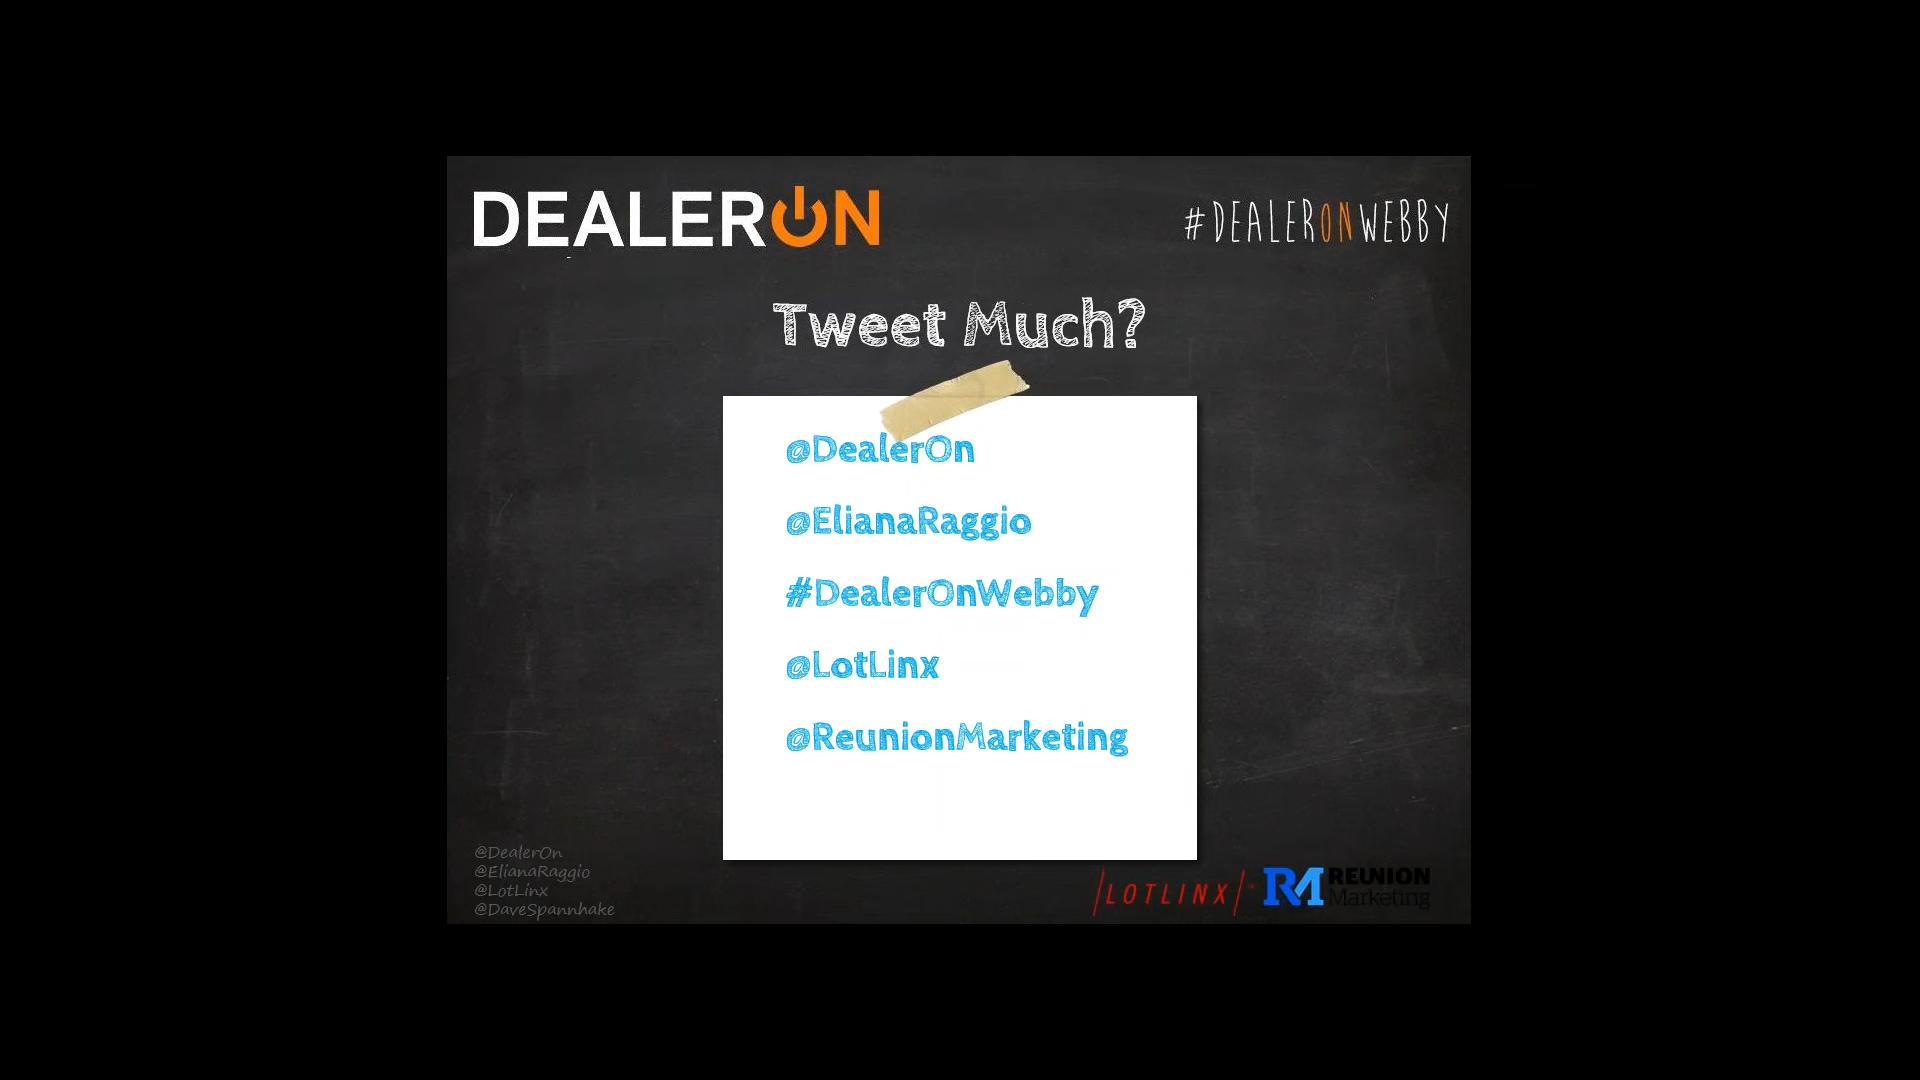 DEALERON
#DEALERONWEBBY
Tweet Much?
@DealerOn
@ElianaRaggio
#DealerOnWebby
@LotLinx
@ReunionMarketing
@DealerOn
@ElianaRaggio
@LotLinx
@DaveSpannhake
/LOTLINX/
RM REUNION
Marketing